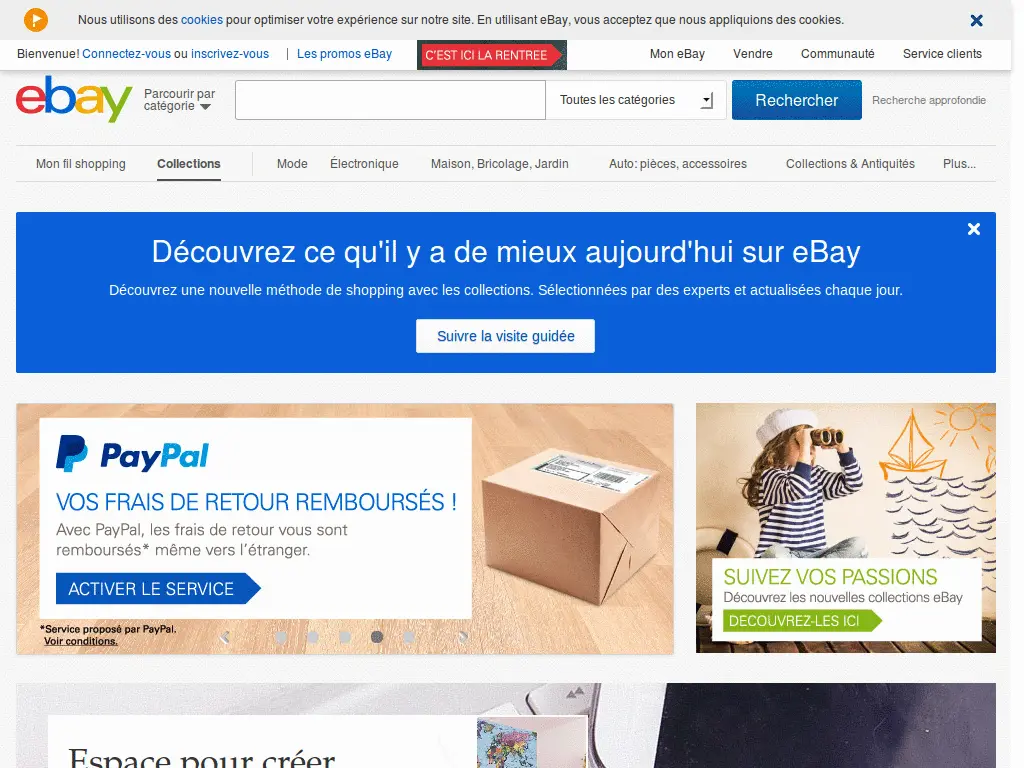 Nous utilisons des cookies pour optimiser votre expérience sur notre site. En utilisant eBay, vous acceptez que nous appliquions des cookies.
Bienvenue! Connectez-vous ou inscrivez-vous | Les promos eBay C'EST ICI LA RENTREE Mon eBay Vendre Communauté Service clients
ebay Parcourir par catégorie Toutes les catégories Rechercher Recherche approfondie
Mon fil shopping Collections Mode Électronique Maison, Bricolage, Jardin Auto: pièces, accessoires Collections & Antiquités Plus...
Découvrez ce qu'il y a de mieux aujourd'hui sur eBay
Découvrez une nouvelle méthode de shopping avec les collections. Sélectionnées par des experts et actualisées chaque jour.
Suivre la visite guidée
PayPal
VOS FRAIS DE RETOUR REMBOURSÉS !
Avec PayPal, les frais de retour vous sont
remboursés* même vers l'étranger.
ACTIVER LE SERVICE
*Service proposé par PayPal.
Voir conditions.
SUIVEZ VOS PASSIONS
Découvrez les nouvelles collections eBay
DECOUVREZ-LES ICI
Espace pour créer